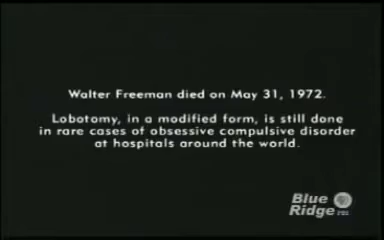 Walter Freeman died on May 31, 1972.
Lobotomy, in a modified form, is still done
in rare cases of obsessive compulsive disorder
at hospitals around the world.
Blue
Ridge PBS